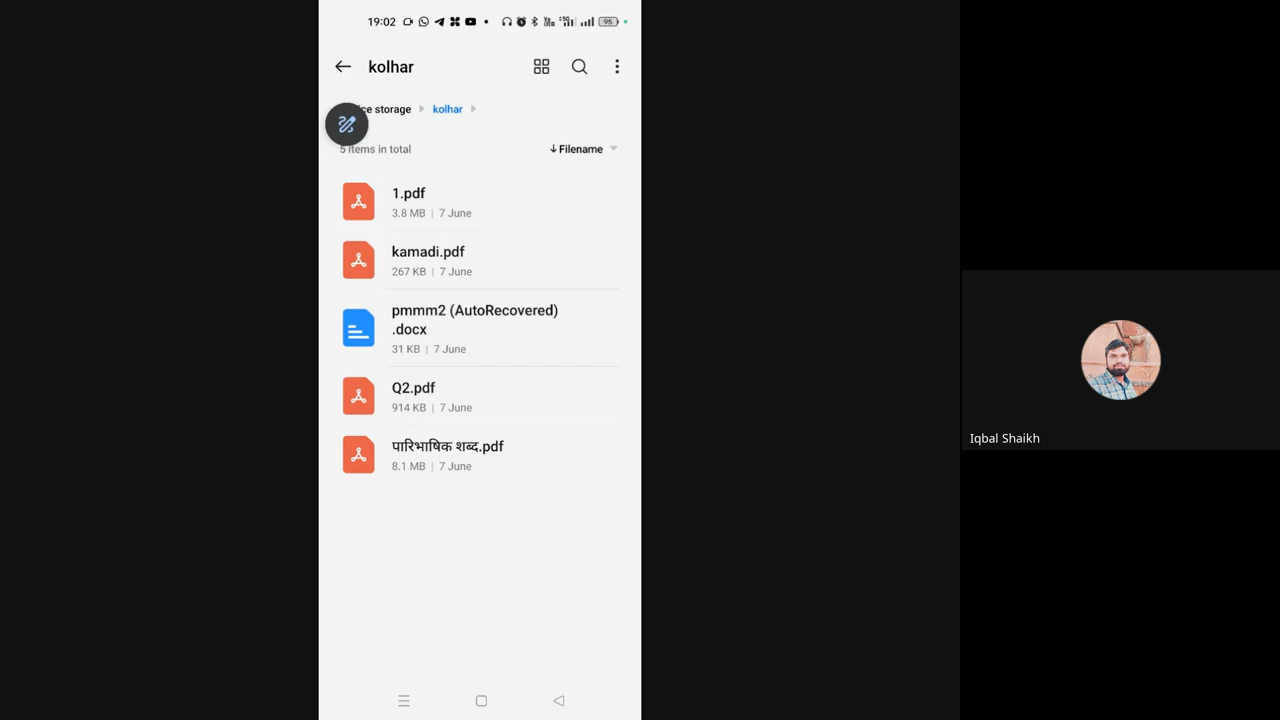 19:02
95
kolhar
ce storage
kolhar
5 items in total
Filename
1.pdf
3.8 MB | 7 June
kamadi.pdf
267 KB | 7 June
pmmm2 (AutoRecovered)
.docx
31 KB | 7 June
Q2.pdf
914 KB | 7 June
पारिभाषिक शब्द.pdf
8.1 MB | 7 June
Iqbal Shaikh